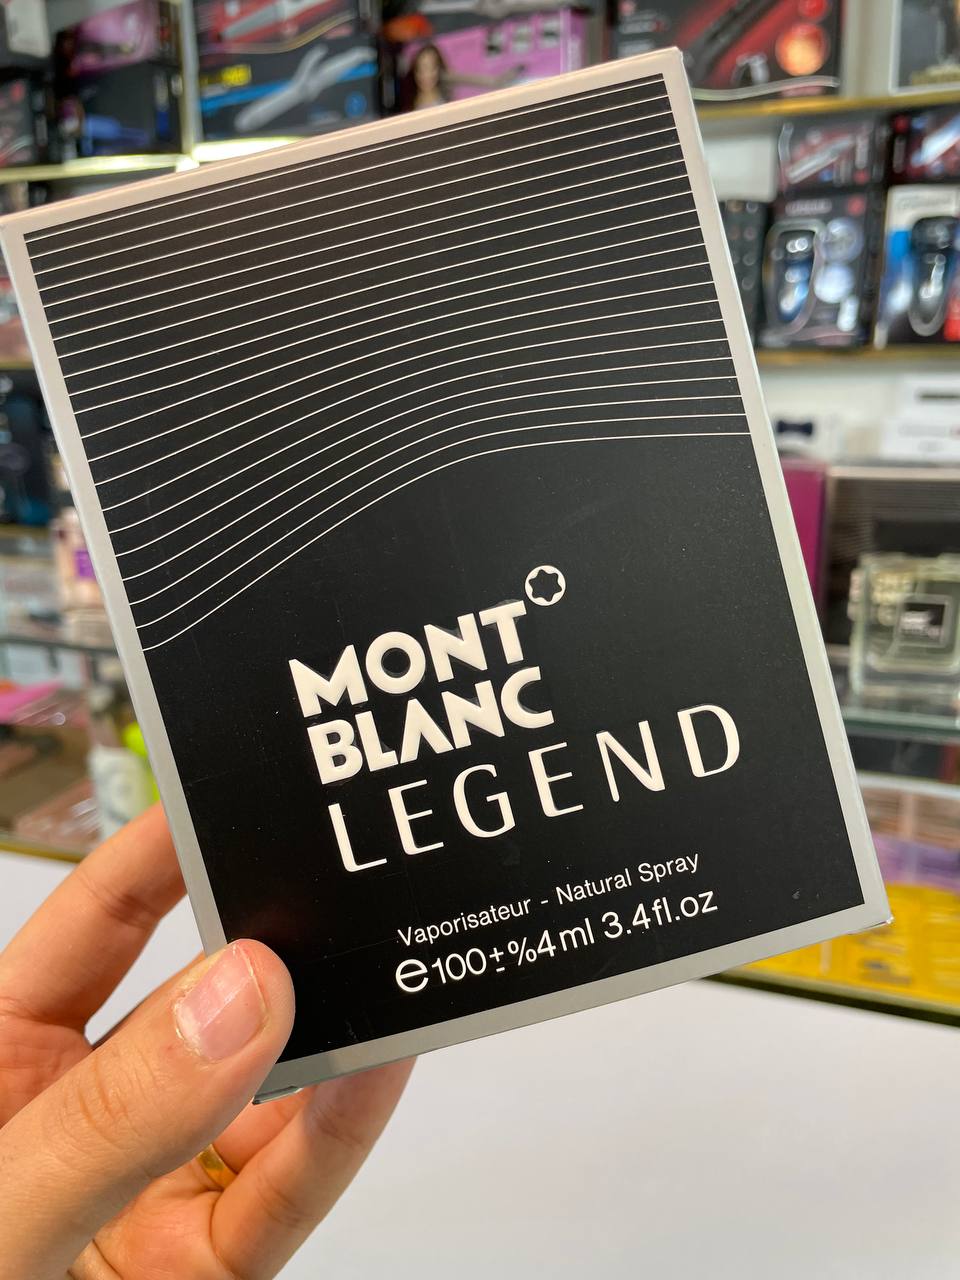 MONT
BLANC
LEGEND
Vaporisateur - Natural Spray
e100±%4ml 3.4fl.oz